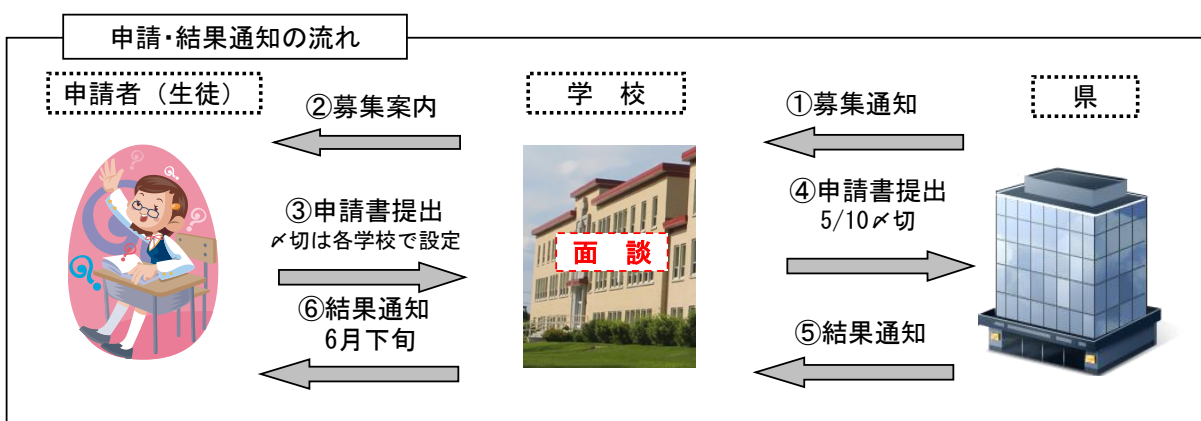 申請・結果通知の流れ
申請者（生徒）
学 校
県
②募集案内
①募集通知
③申請書提出
〆切は各学校で設定
面 談
④申請書提出
5/10〆切
⑥結果通知
6月下旬
⑤結果通知